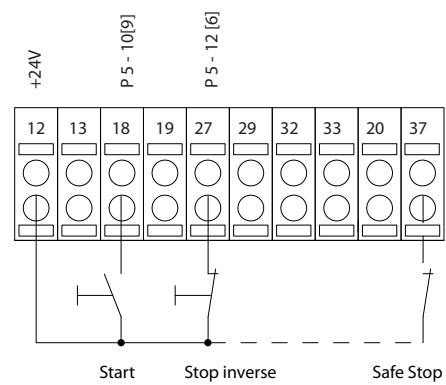 +24V
P 5 - 10[9]
P 5 - 12 [6]
12 13 18 19 27 29 32 33 20 37
Start Stop inverse Safe Stop